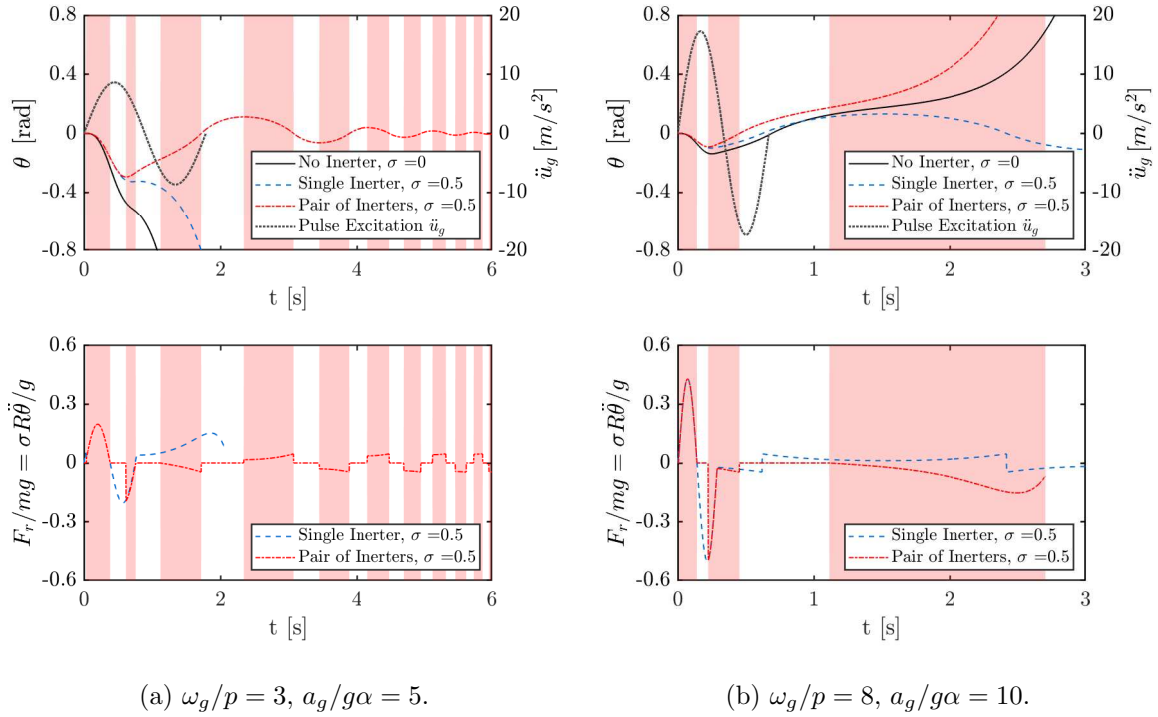 0.8
0.4
0
-0.4
-0.8
θ [rad]
20
10
0
-10
-20
ü_g [m/s²]
No Inerter, σ =0
Single Inerter, σ =0.5
Pair of Inerters, σ =0.5
Pulse Excitation ü_g
0 2 4 6
t [s]
0.8
0.4
0
-0.4
-0.8
θ [rad]
20
10
0
-10
-20
ü_g [m/s²]
No Inerter, σ =0
Single Inerter, σ =0.5
Pair of Inerters, σ =0.5
Pulse Excitation ü_g
0 1 2 3
t [s]
0.6
0.3
0
-0.3
-0.6
F_r/mg = σRθ̈/g
Single Inerter, σ =0.5
Pair of Inerters, σ =0.5
0 2 4 6
t [s]
0.6
0.3
0
-0.3
-0.6
F_r/mg = σRθ̈/g
Single Inerter, σ =0.5
Pair of Inerters, σ =0.5
0 1 2 3
t [s]
(a) ω_g/p = 3, a_g/gα = 5.
(b) ω_g/p = 8, a_g/gα = 10.